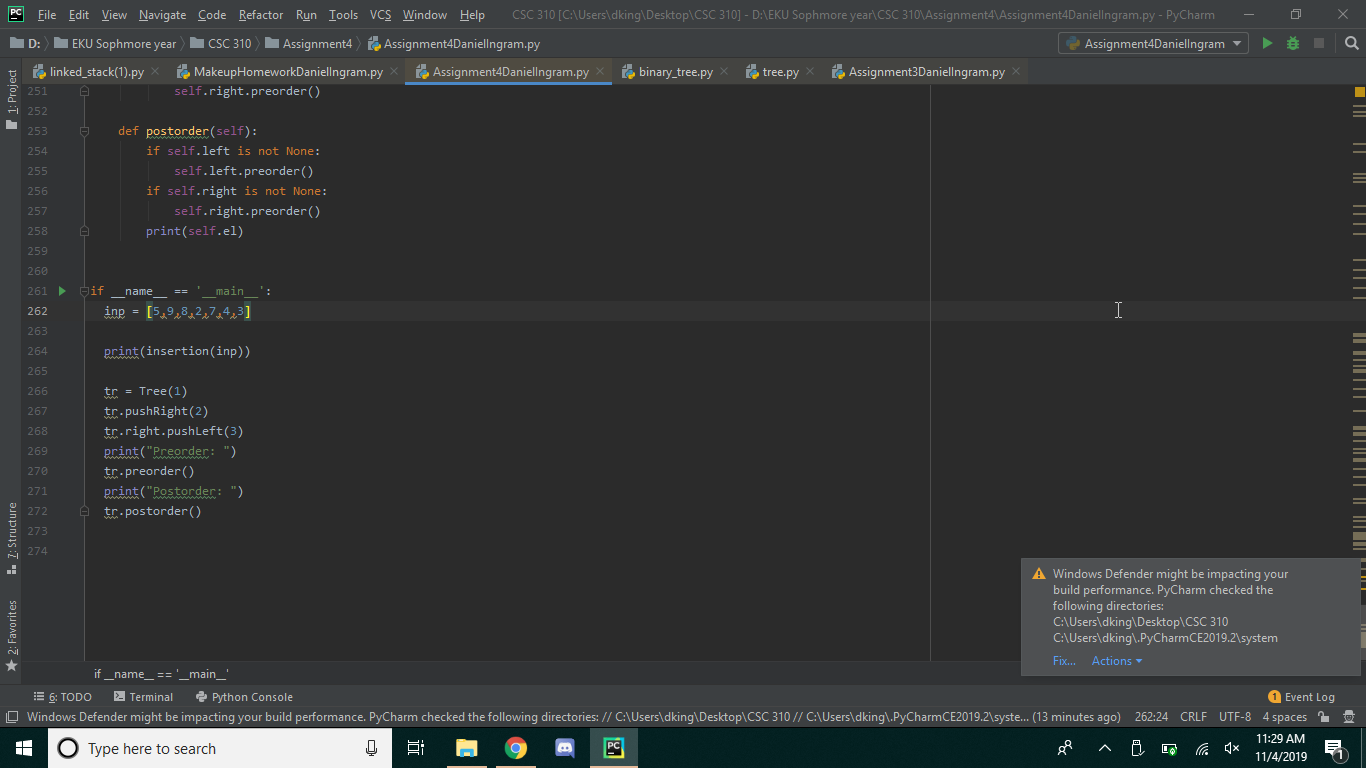 PC File Edit View Navigate Code Refactor Run Tools VCS Window Help CSC 310 [C:\Users\dking\Desktop\CSC 310] - D:\EKU Sophmore year\CSC 310\Assignment4\Assignment4DanielIngram.py - PyCharm
D: EKU Sophmore year CSC 310 Assignment4 Assignment4DanielIngram.py Assignment4DanielIngram
linked_stack(1).py MakeupHomeworkDanielIngram.py Assignment4DanielIngram.py binary_tree.py tree.py Assignment3DanielIngram.py
1: Project
7: Structure
2: Favorites
251 self.right.preorder()
252
253 def postorder(self):
254 if self.left is not None:
255 self.left.preorder()
256 if self.right is not None:
257 self.right.preorder()
258 print(self.el)
259
260
261 if __name__ == '__main__':
262 inp = [5,9,8,2,7,4,3]
263
264 print(insertion(inp))
265
266 tr = Tree(1)
267 tr.pushRight(2)
268 tr.right.pushLeft(3)
269 print("Preorder: ")
270 tr.preorder()
271 print("Postorder: ")
272 tr.postorder()
273
274
Windows Defender might be impacting your
build performance. PyCharm checked the
following directories:
C:\Users\dking\Desktop\CSC 310
C:\Users\dking\.PyCharmCE2019.2\system
Fix... Actions
if __name__ == '__main__'
6: TODO Terminal Python Console 1 Event Log
Windows Defender might be impacting your build performance. PyCharm checked the following directories: // C:\Users\dking\Desktop\CSC 310 // C:\Users\dking\.PyCharmCE2019.2\syste... (13 minutes ago) 262:24 CRLF UTF-8 4 spaces
Type here to search PC 11:29 AM
11/4/2019 1